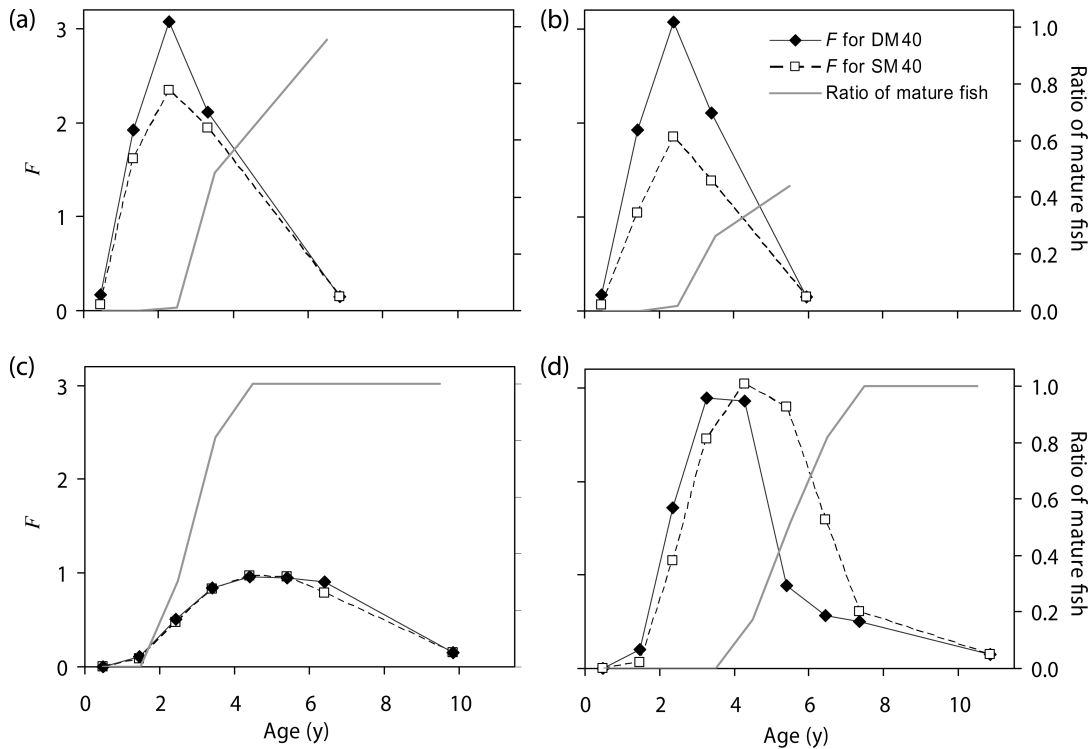 (a)
3
2
1
0
F
(b)
F for DM40
F for SM40
Ratio of mature fish
1.0
0.8
0.6
0.4
0.2
0.0
Ratio of mature fish
(c)
3
2
1
0
F
0 2 4 6 8 10
Age (y)
(d)
1.0
0.8
0.6
0.4
0.2
0.0
Ratio of mature fish
0 2 4 6 8 10
Age (y)